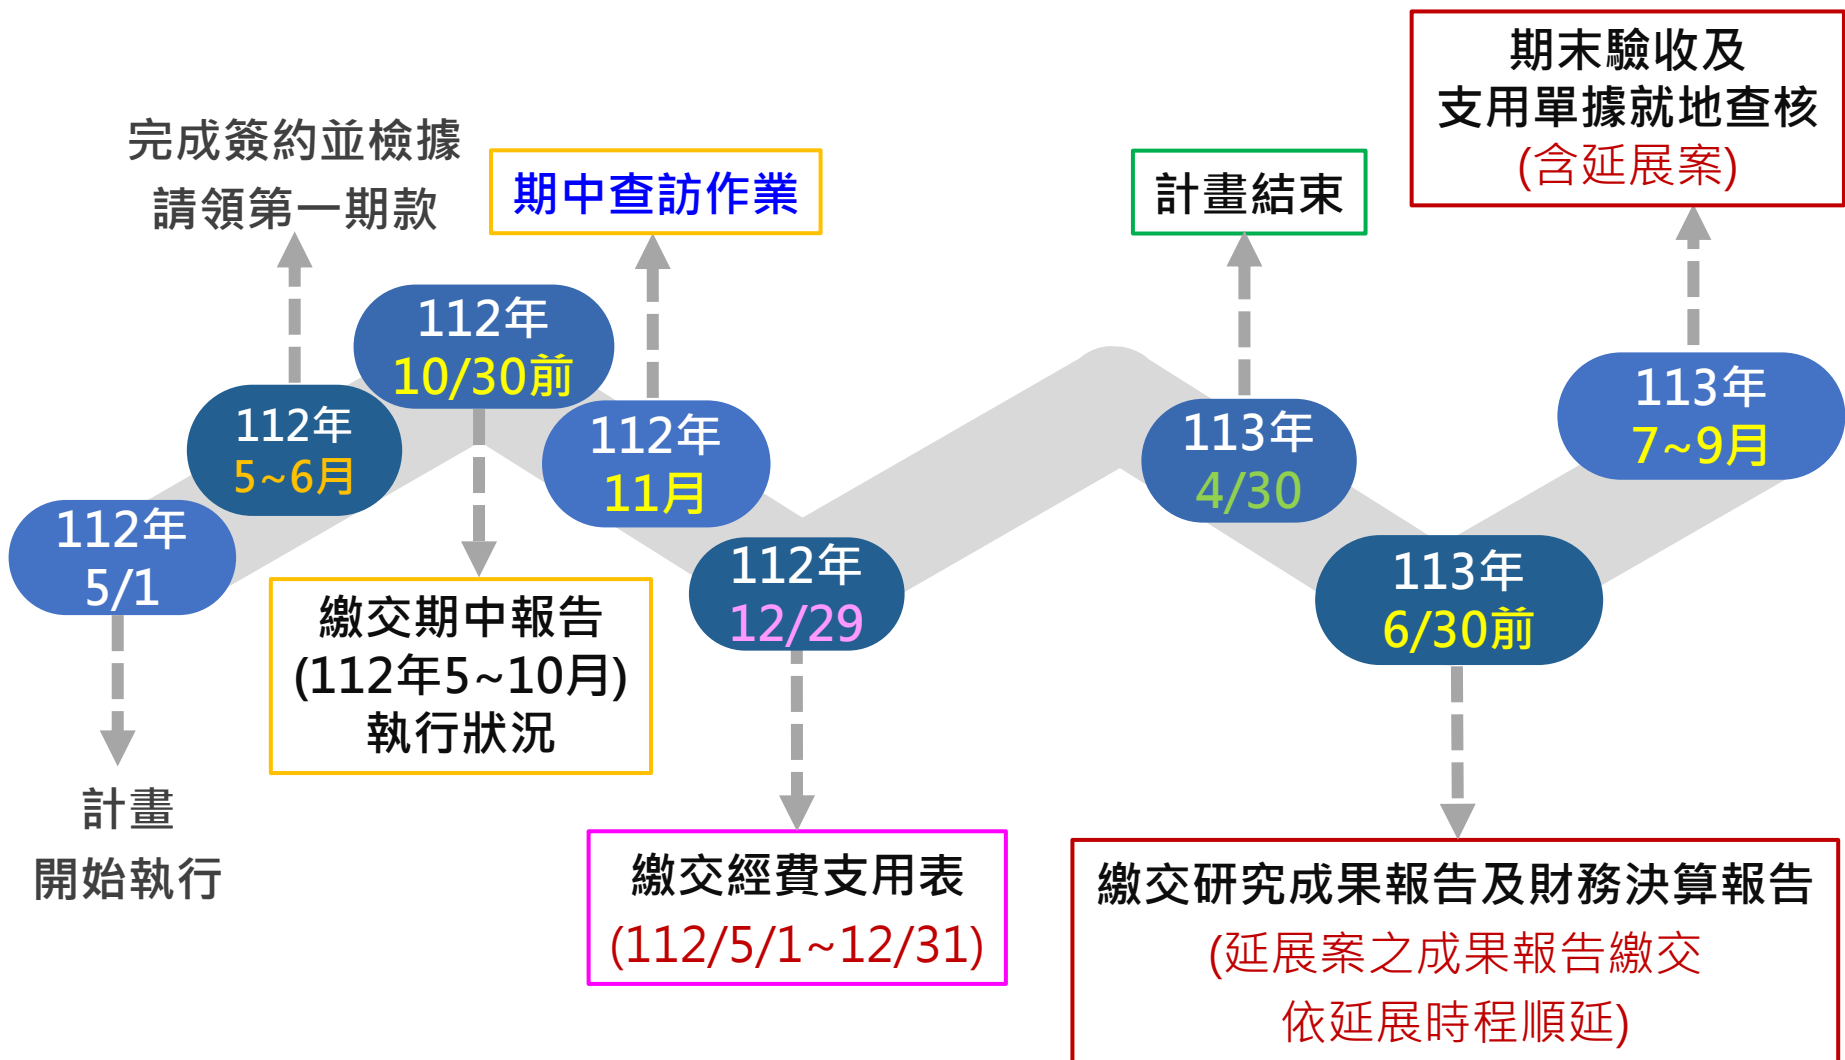 112年
5/1
計畫
開始執行
完成簽約並檢據
請領第一期款
112年
5~6月
112年
10/30前
繳交期中報告
(112年5~10月)
執行狀況
期中查訪作業
112年
11月
112年
12/29
繳交經費支用表
(112/5/1~12/31)
計畫結束
113年
4/30
113年
6/30前
繳交研究成果報告及財務決算報告
(延展案之成果報告繳交
依延展時程順延)
期末驗收及
支用單據就地查核
(含延展案)
113年
7~9月